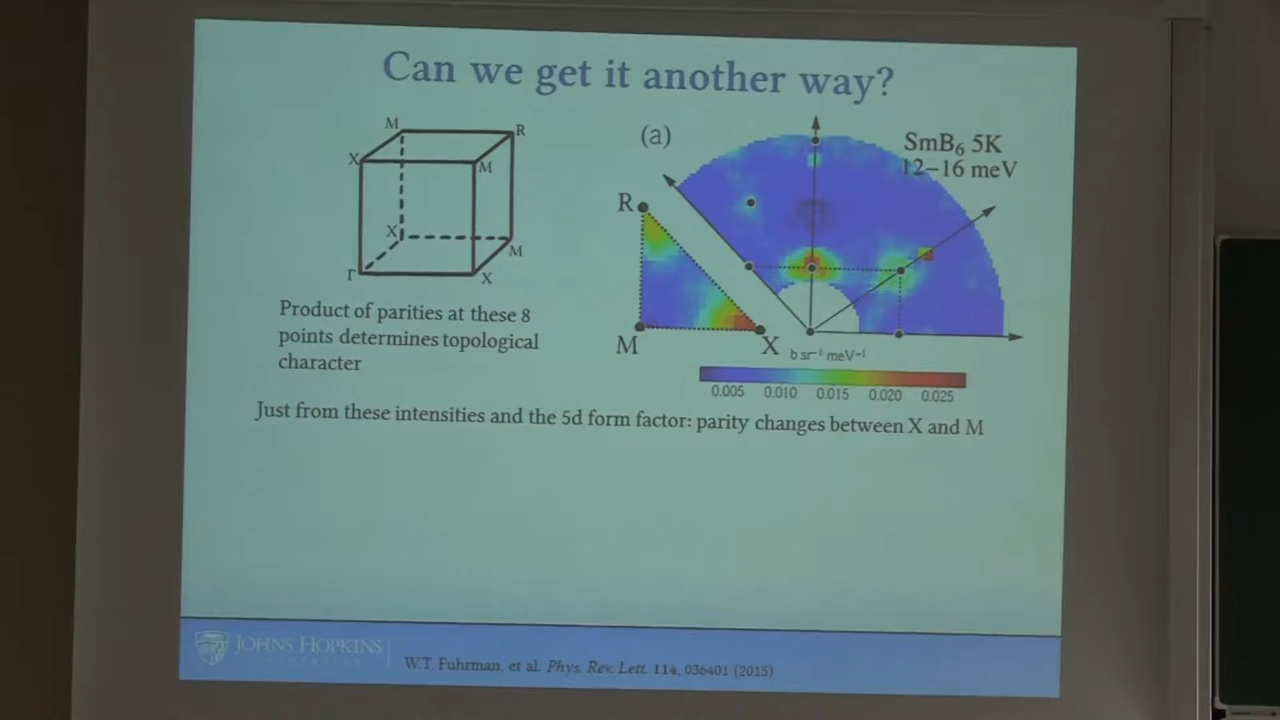 Can we get it another way?
M
R
X
M
X
M
Γ
X
Product of parities at these 8
points determines topological
character
(a)
SmB₆ 5K
12–16 meV
R
M
X
b sr⁻¹ meV⁻¹
0.005 0.010 0.015 0.020 0.025
Just from these intensities and the 5d form factor: parity changes between X and M
JOHNS HOPKINS
W.T. Fuhrman, et al. Phys. Rev. Lett. 114, 036401 (2015)